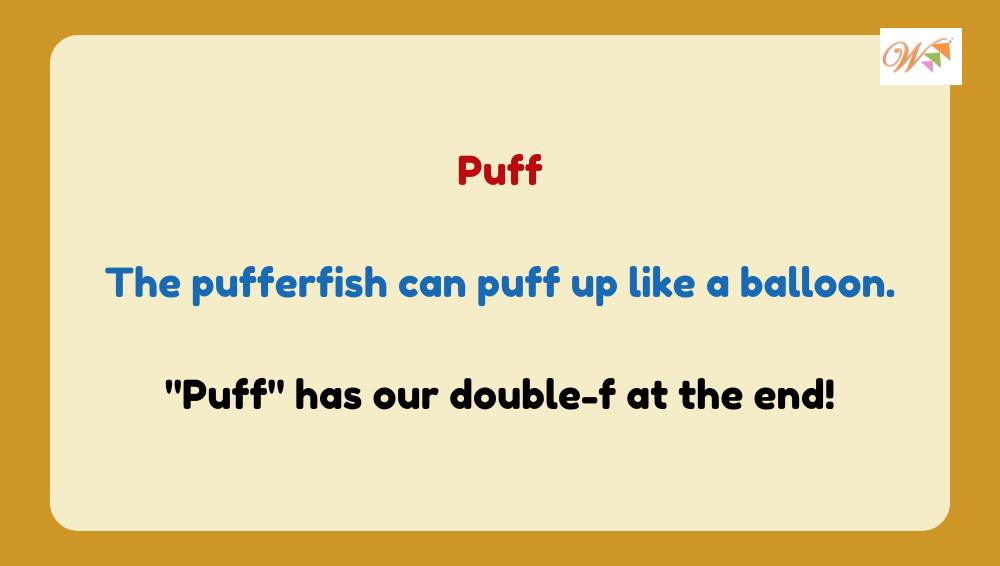 W
Puff
The pufferfish can puff up like a balloon.
"Puff" has our double-f at the end!